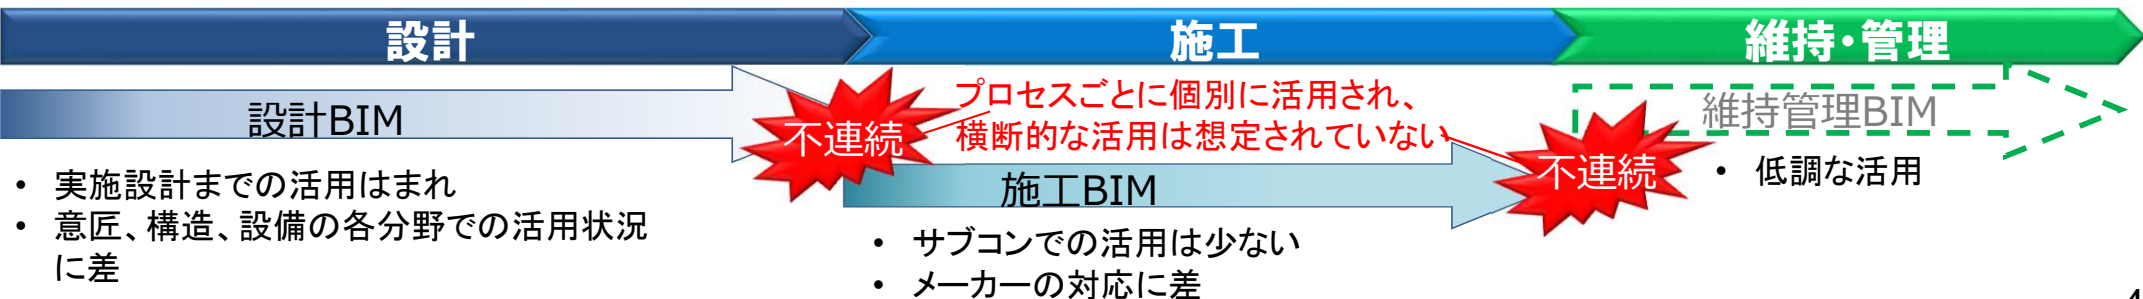 設計
施工
維持・管理
設計BIM
不連続
プロセスごとに個別に活用され、
横断的な活用は想定されていない
維持管理BIM
不連続
施工BIM
• 実施設計までの活用はまれ
• 意匠、構造、設備の各分野での活用状況
に差
• サブコンでの活用は少ない
• メーカーの対応に差
• 低調な活用